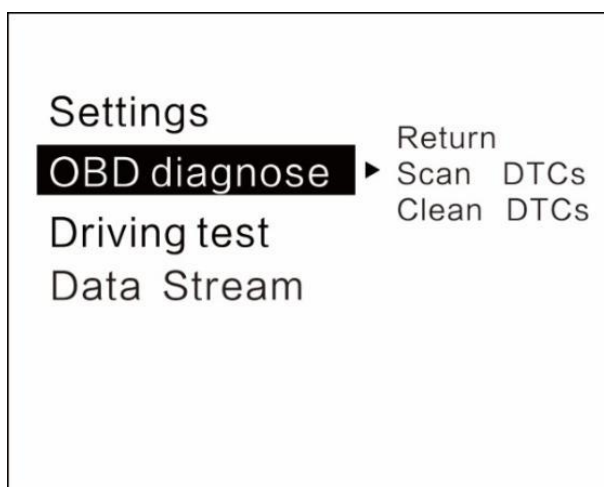 Settings
OBD diagnose
Driving test
Data Stream
Return
Scan DTCs
Clean DTCs